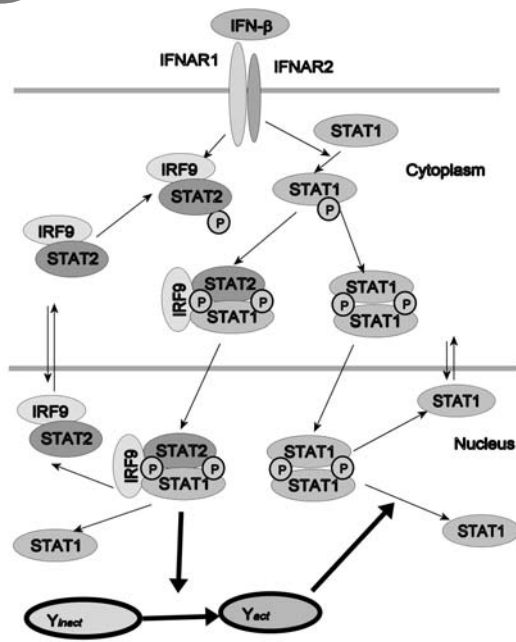 IFN-β
IFNAR1
IFNAR2
STAT1
Cytoplasm
IRF9
STAT2
P
STAT1
P
IRF9
STAT2
IRF9
STAT2
P
P
STAT1
STAT1
P
P
STAT1
IRF9
STAT2
IRF9
STAT2
P
P
STAT1
STAT1
P
P
STAT1
STAT1
Nucleus
STAT1
STAT1
Yinact
Yact